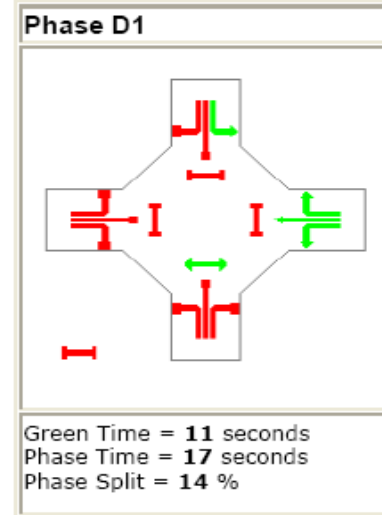 Phase D1
Green Time = 11 seconds
Phase Time = 17 seconds
Phase Split = 14 %